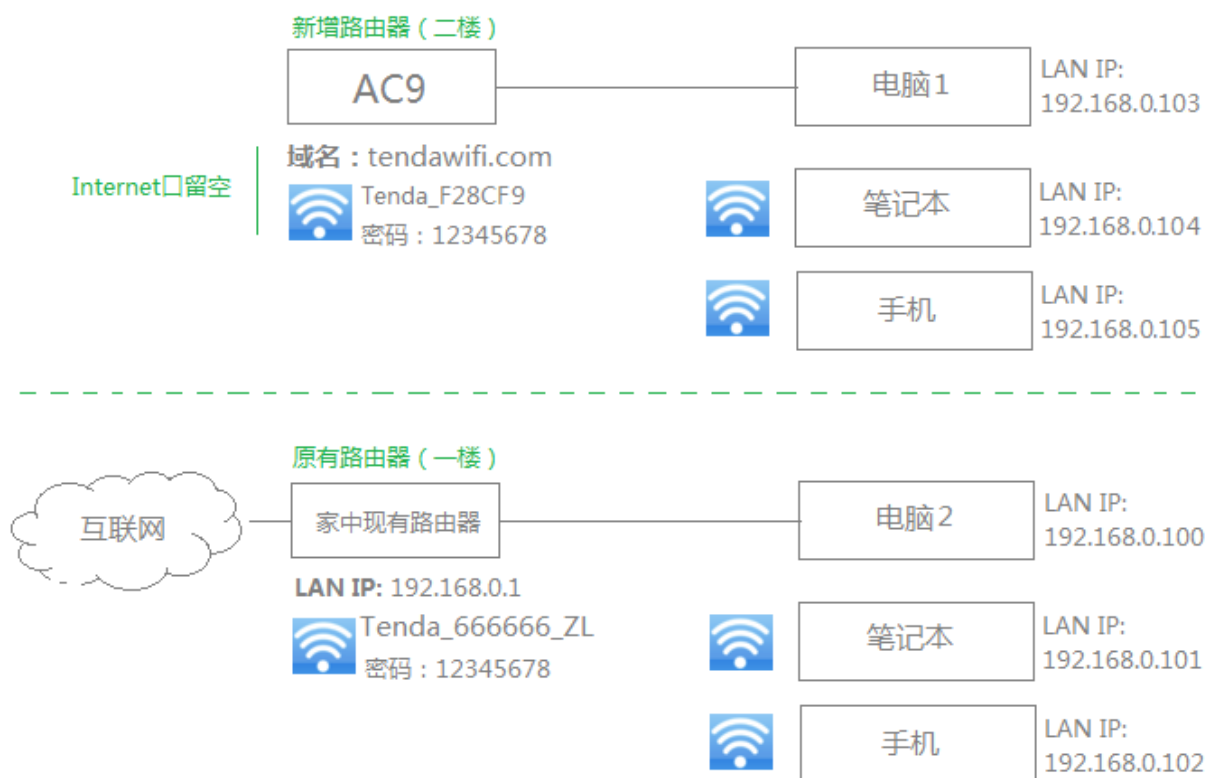 新增路由器（二楼）
AC9
电脑1
LAN IP:
192.168.0.103
域名：tendawifi.com
Internet口留空
Tenda_F28CF9
密码：12345678
笔记本
LAN IP:
192.168.0.104
手机
LAN IP:
192.168.0.105
原有路由器（一楼）
互联网
家中现有路由器
电脑2
LAN IP:
192.168.0.100
LAN IP: 192.168.0.1
Tenda_666666_ZL
密码：12345678
笔记本
LAN IP:
192.168.0.101
手机
LAN IP:
192.168.0.102